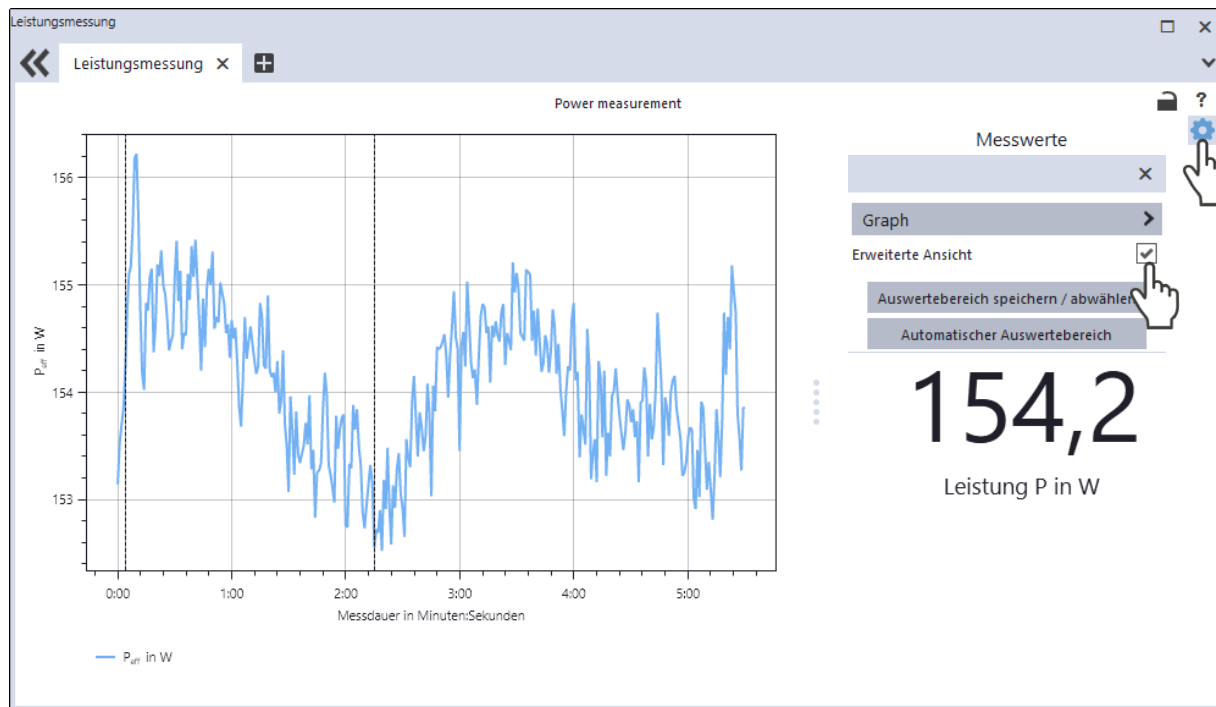 Leistungsmessung
Leistungsmessung
Power measurement
?
Messwerte
Graph
Erweiterte Ansicht
Auswertebereich speichern / abwählen
Automatischer Auswertebereich
154,2
Leistung P in W
156
155
154
153
P_eff in W
0:00 1:00 2:00 3:00 4:00 5:00
Messdauer in Minuten:Sekunden
P_eff in W